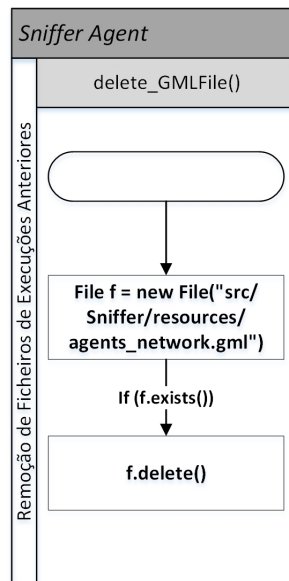 Sniffer Agent
delete_GMLFile()
Remoção de Ficheiros de Execuções Anteriores
File f = new File("src/
Sniffer/resources/
agents_network.gml")
If (f.exists())
f.delete()